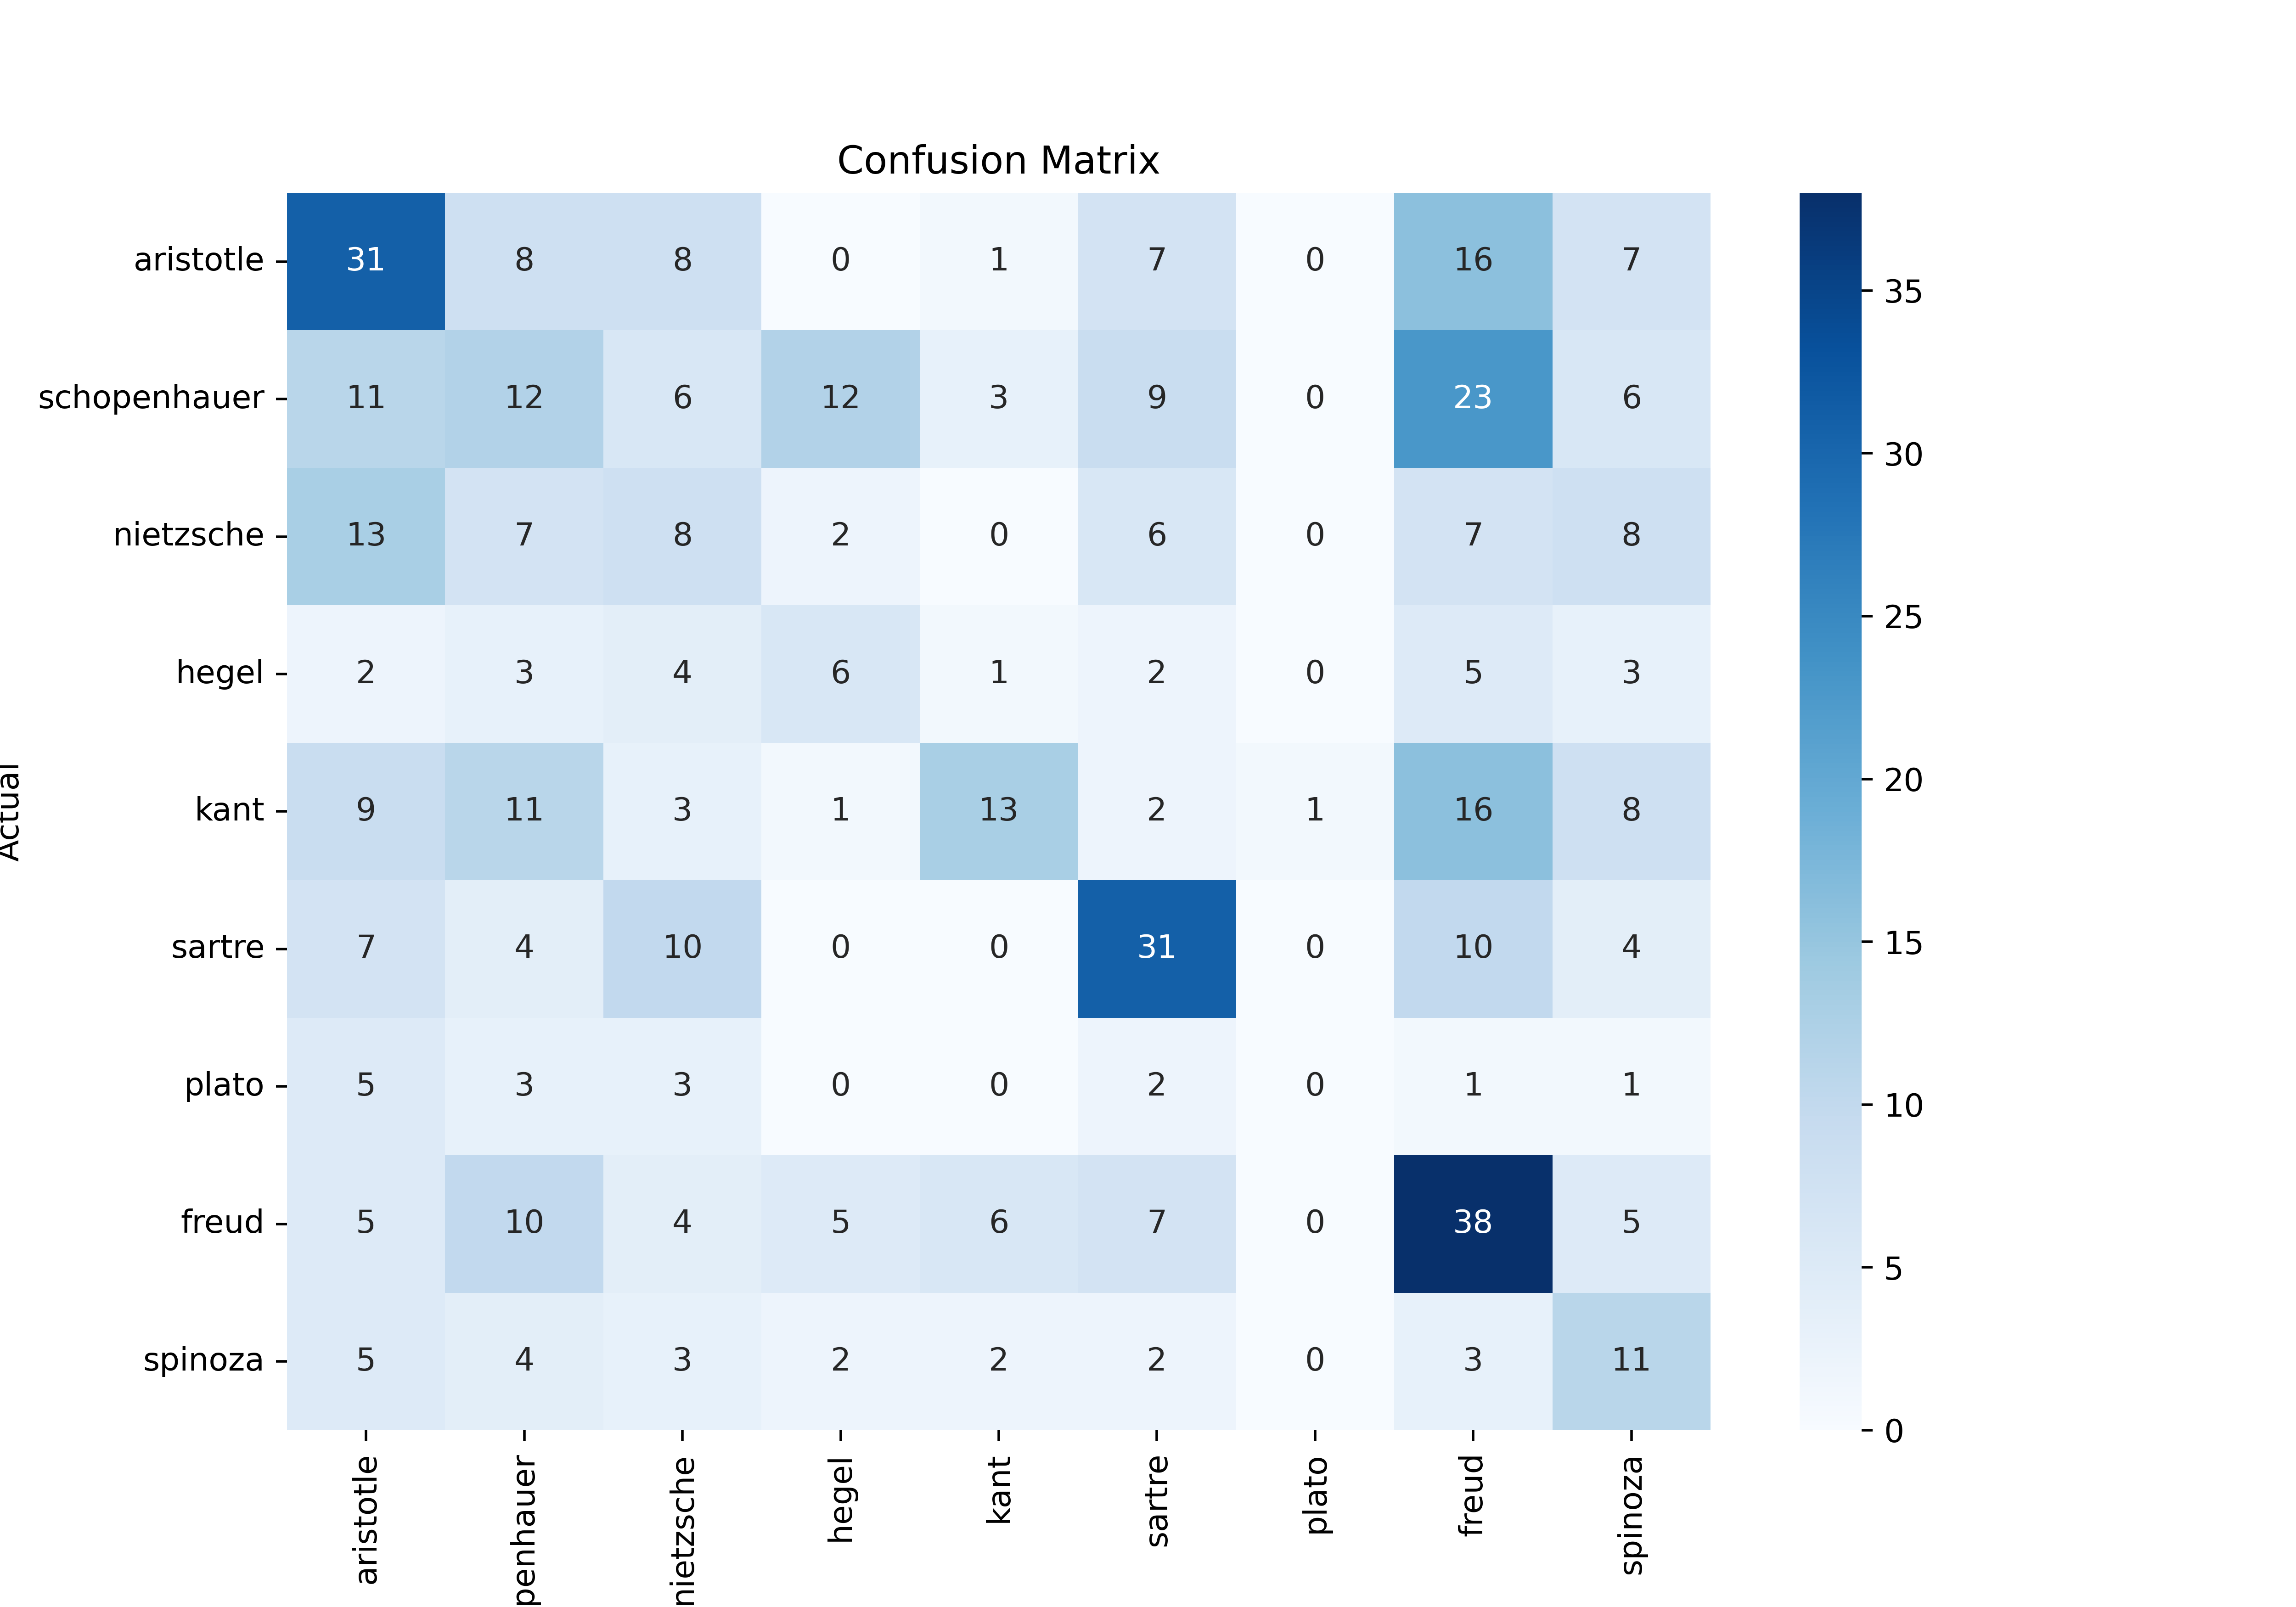 Confusion Matrix
aristotle 31 8 8 0 1 7 0 16 7
schopenhauer 11 12 6 12 3 9 0 23 6
nietzsche 13 7 8 2 0 6 0 7 8
hegel 2 3 4 6 1 2 0 5 3
kant 9 11 3 1 13 2 1 16 8
sartre 7 4 10 0 0 31 0 10 4
plato 5 3 3 0 0 2 0 1 1
freud 5 10 4 5 6 7 0 38 5
spinoza 5 4 3 2 2 2 0 3 11
Actual
aristotle
penhauer
nietzsche
hegel
kant
sartre
plato
freud
spinoza
35
30
25
20
15
10
5
0